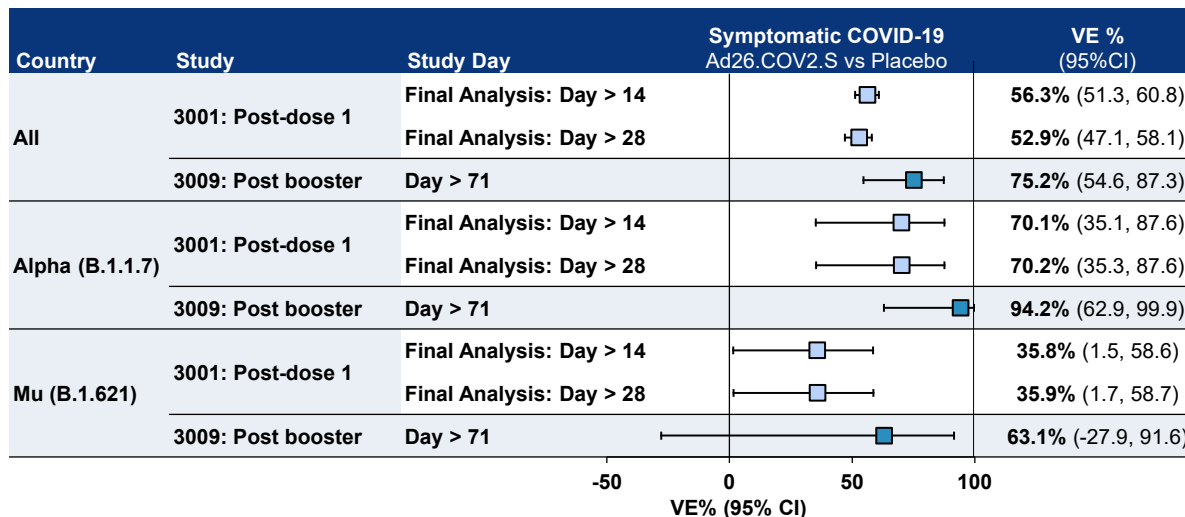 Symptomatic COVID-19 VE %
Country Study Study Day Ad26.COV2.S vs Placebo (95%CI)
All 3001: Post-dose 1 Final Analysis: Day > 14 56.3% (51.3, 60.8)
Final Analysis: Day > 28 52.9% (47.1, 58.1)
3009: Post booster Day > 71 75.2% (54.6, 87.3)
Alpha (B.1.1.7) 3001: Post-dose 1 Final Analysis: Day > 14 70.1% (35.1, 87.6)
Final Analysis: Day > 28 70.2% (35.3, 87.6)
3009: Post booster Day > 71 94.2% (62.9, 99.9)
Mu (B.1.621) 3001: Post-dose 1 Final Analysis: Day > 14 35.8% (1.5, 58.6)
Final Analysis: Day > 28 35.9% (1.7, 58.7)
3009: Post booster Day > 71 63.1% (-27.9, 91.6)
-50 0 50 100
VE% (95% CI)